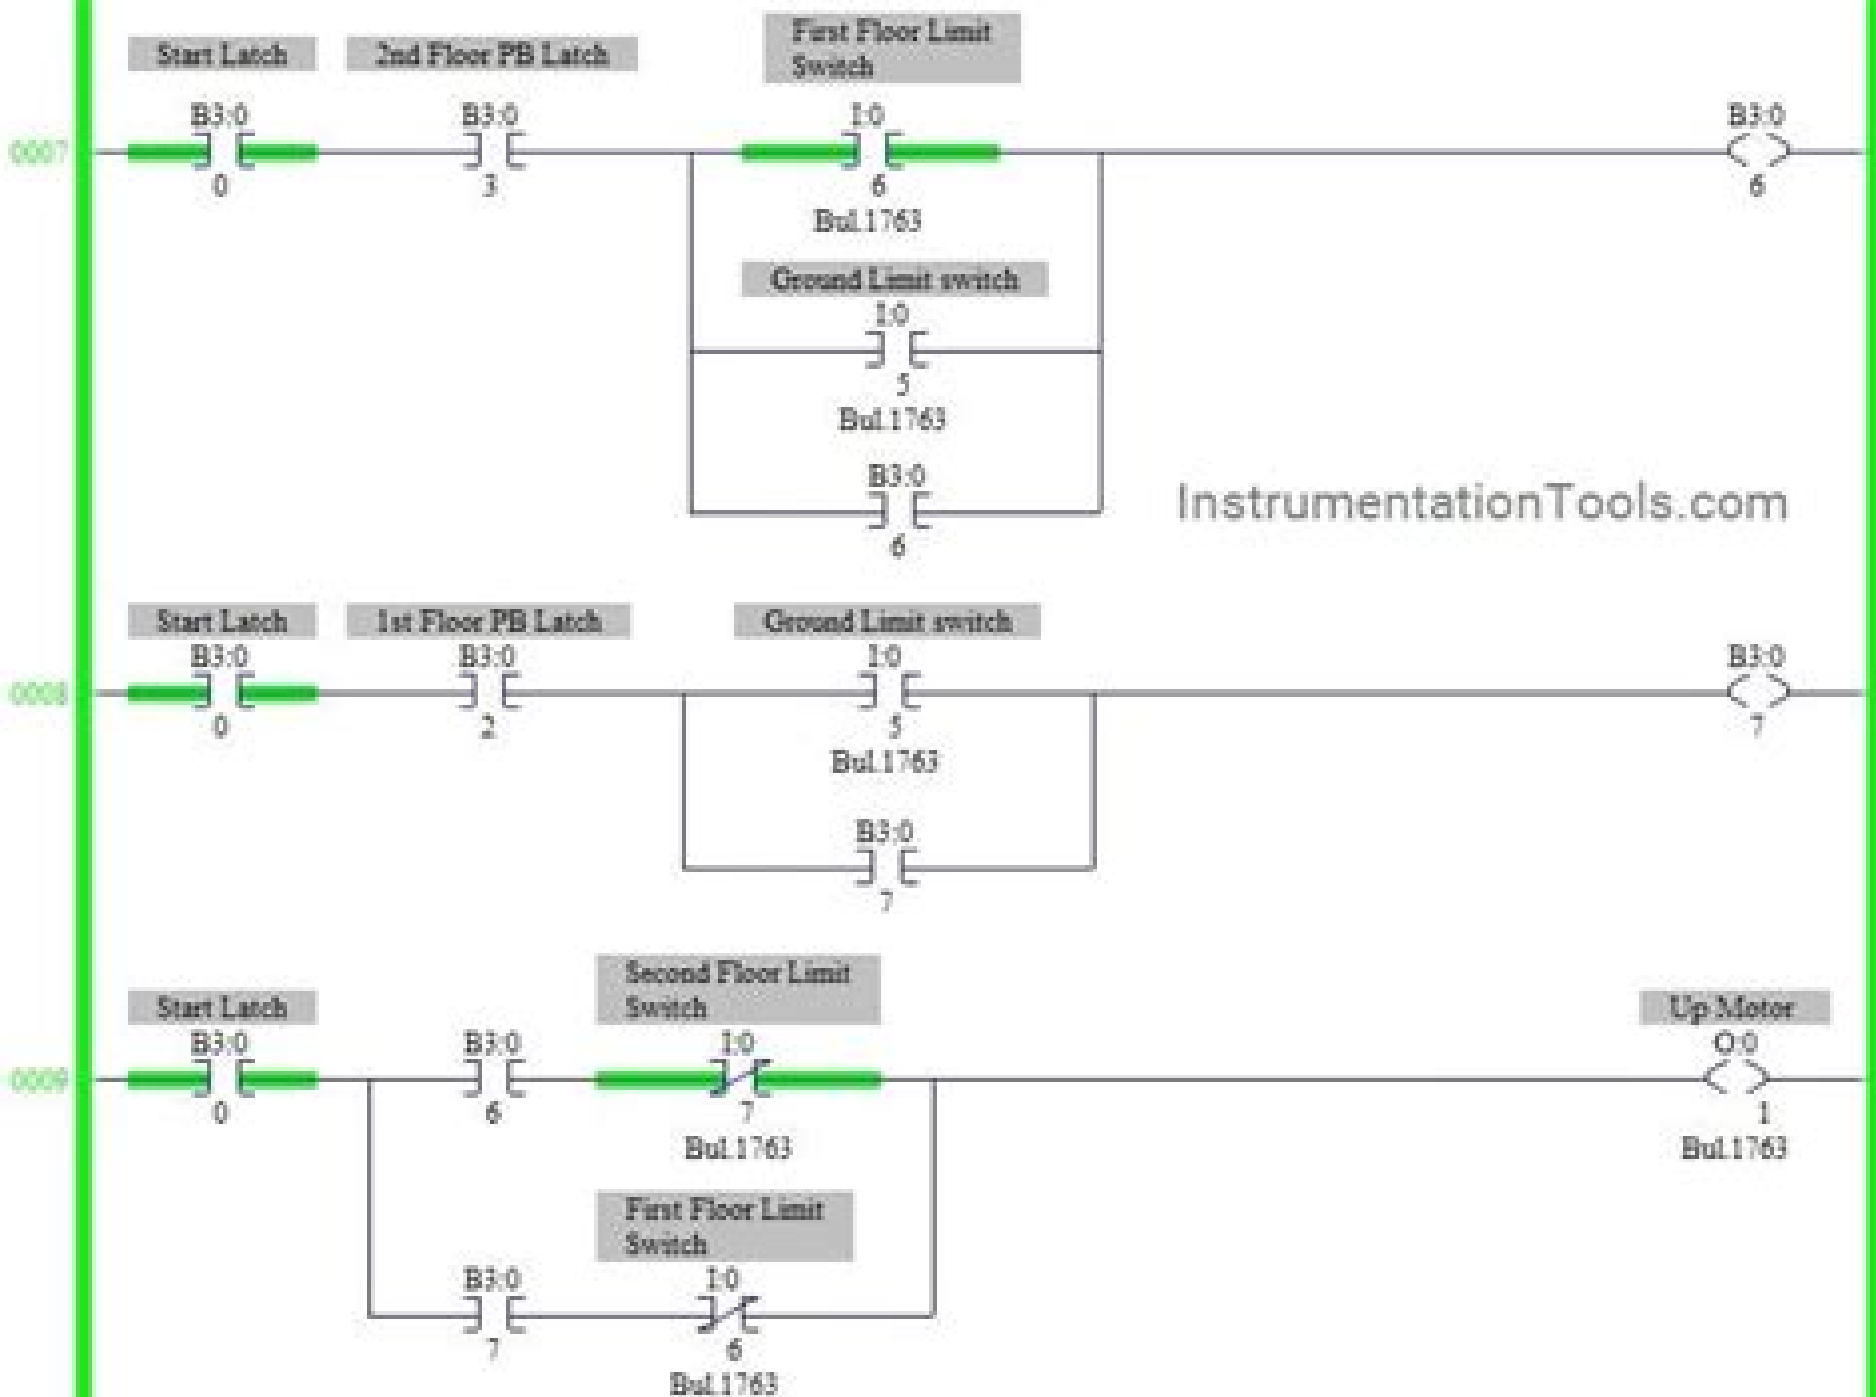 Start Latch
2nd Floor PB Latch
First Floor Limit
Switch
B3:0
B3:0
I:0
B3:0
0007
0
3
6
6
Bul.1763
Ground Limit switch
I:0
5
Bul.1763
B3:0
6
InstrumentationTools.com
Start Latch
1st Floor PB Latch
Ground Limit switch
B3:0
B3:0
I:0
B3:0
0008
0
2
5
7
Bul.1763
B3:0
7
Second Floor Limit
Switch
Start Latch
Up Motor
B3:0
B3:0
I:0
O:0
0009
0
6
7
1
Bul.1763
Bul.1763
First Floor Limit
Switch
B3:0
I:0
7
6
Bul.1763